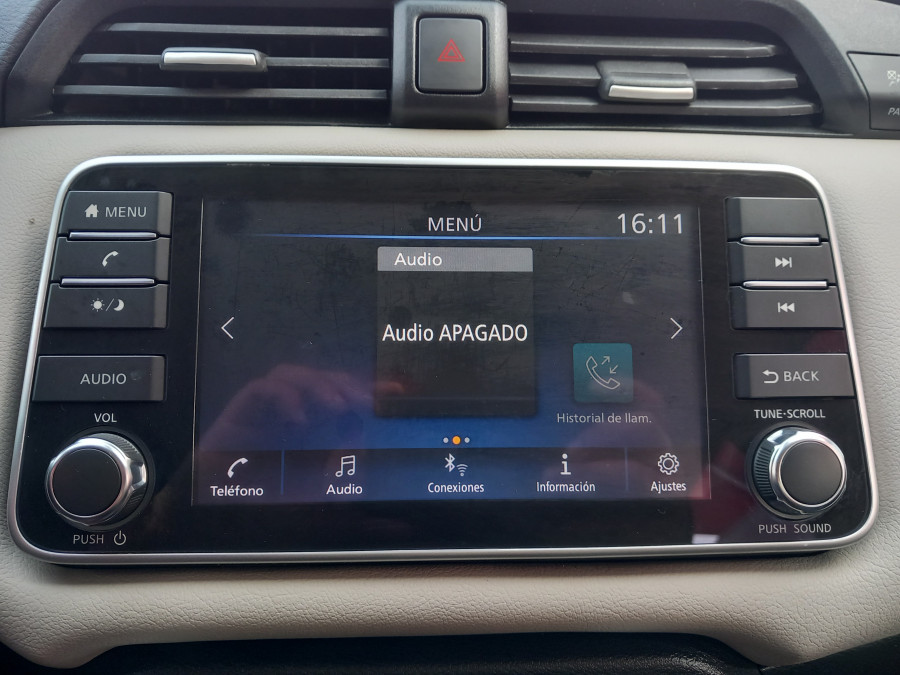 MENU
MENÚ
16:11
Audio
Audio APAGADO
Historial de llam.
AUDIO
BACK
VOL
TUNE·SCROLL
Teléfono
Audio
Conexiones
Información
Ajustes
PUSH
PUSH SOUND